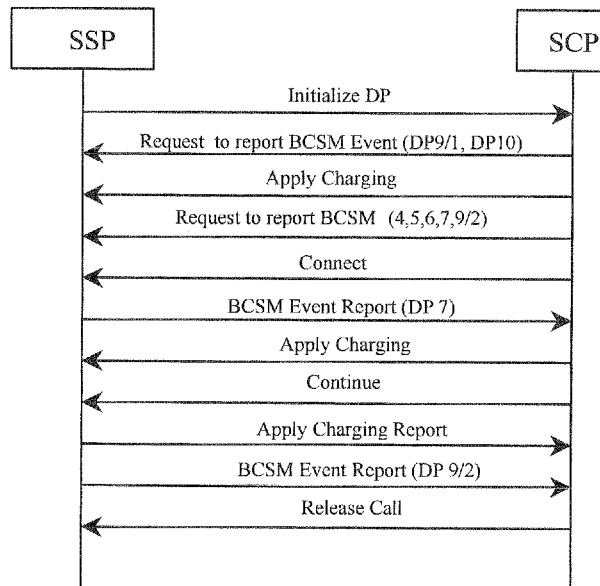 SSP
SCP
Initialize DP
Request to report BCSM Event (DP9/1, DP10)
Apply Charging
Request to report BCSM (4,5,6,7,9/2)
Connect
BCSM Event Report (DP 7)
Apply Charging
Continue
Apply Charging Report
BCSM Event Report (DP 9/2)
Release Call